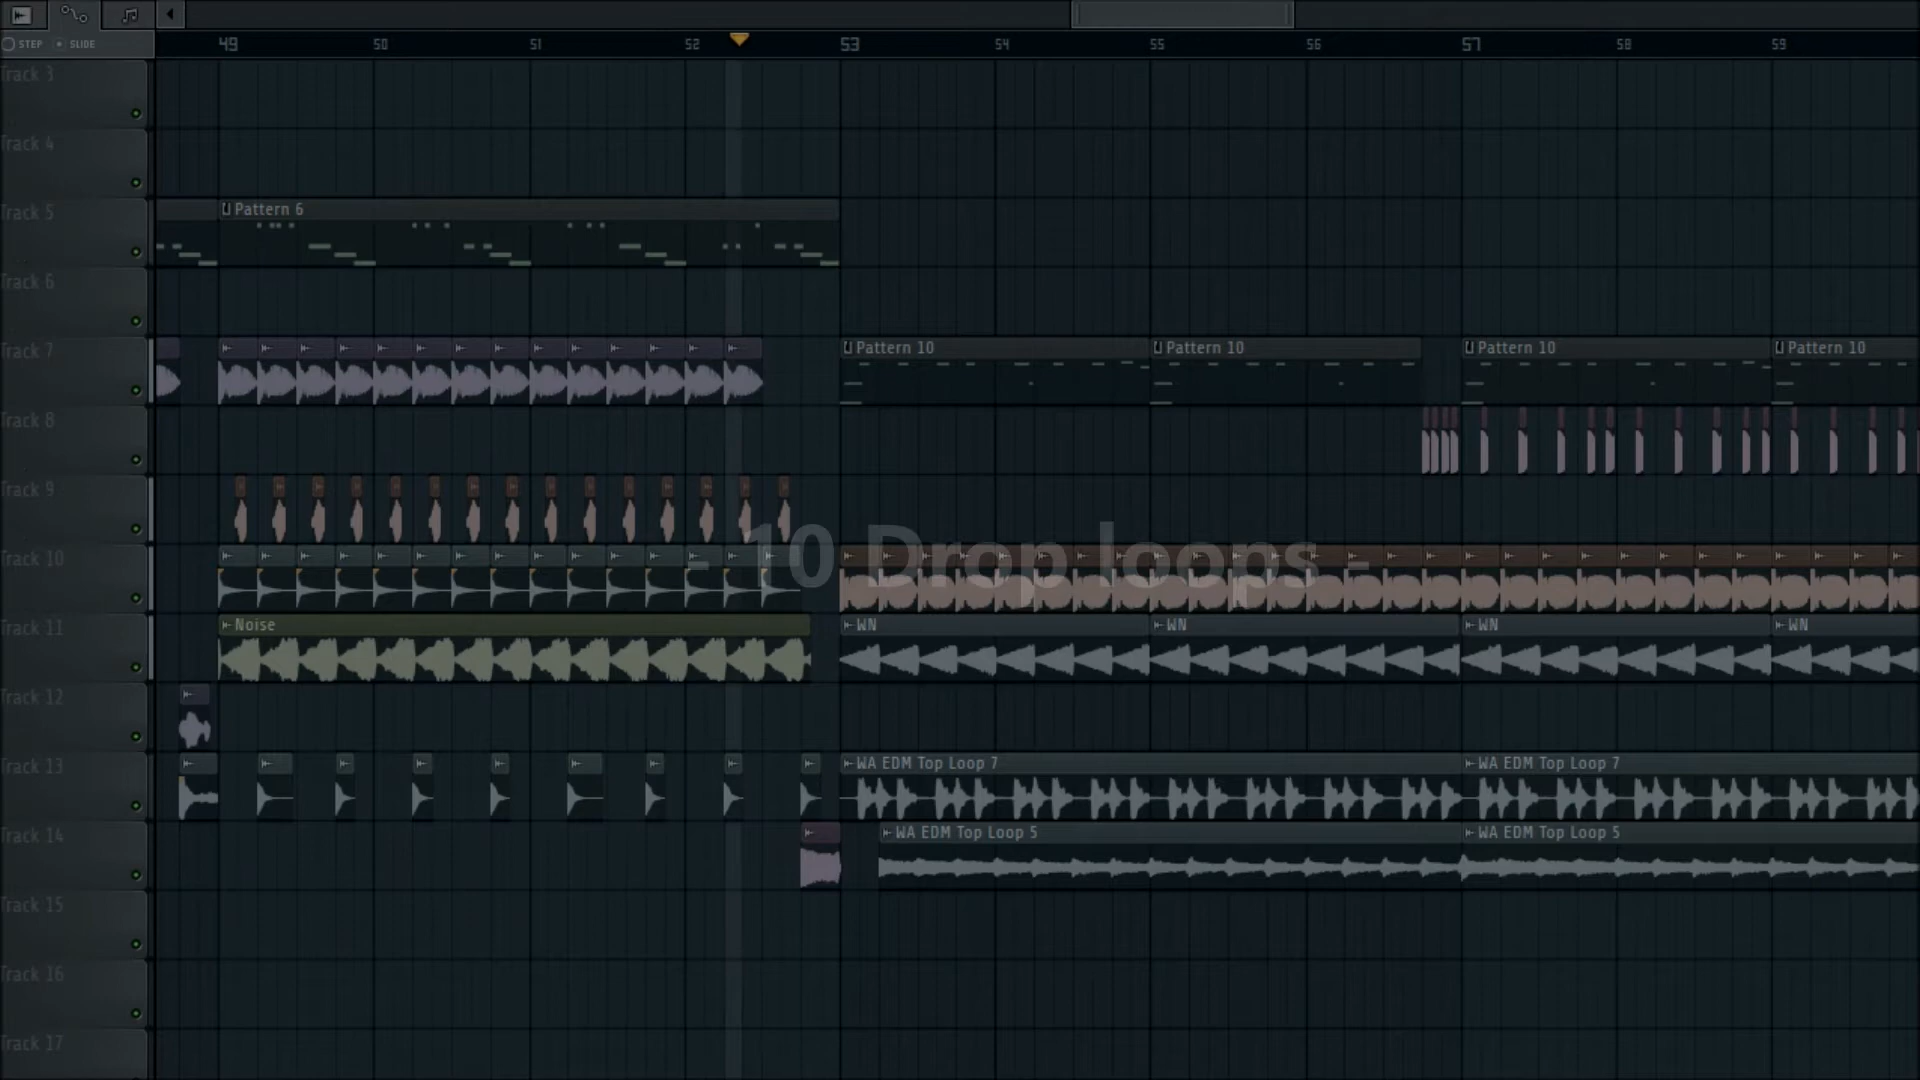 STEP SLIDE
49 50 51 52 53 54 55 56 57 58 59
Track 3
Track 4
Track 5
Pattern 6
Track 6
Track 7
Pattern 10 Pattern 10 Pattern 10 Pattern 10
Track 8
Track 9
- 10 Drop loops -
Track 10
Track 11
Noise WN WN WN WN
Track 12
Track 13
WA EDM Top Loop 7 WA EDM Top Loop 7
Track 14
WA EDM Top Loop 5 WA EDM Top Loop 5
Track 15
Track 16
Track 17